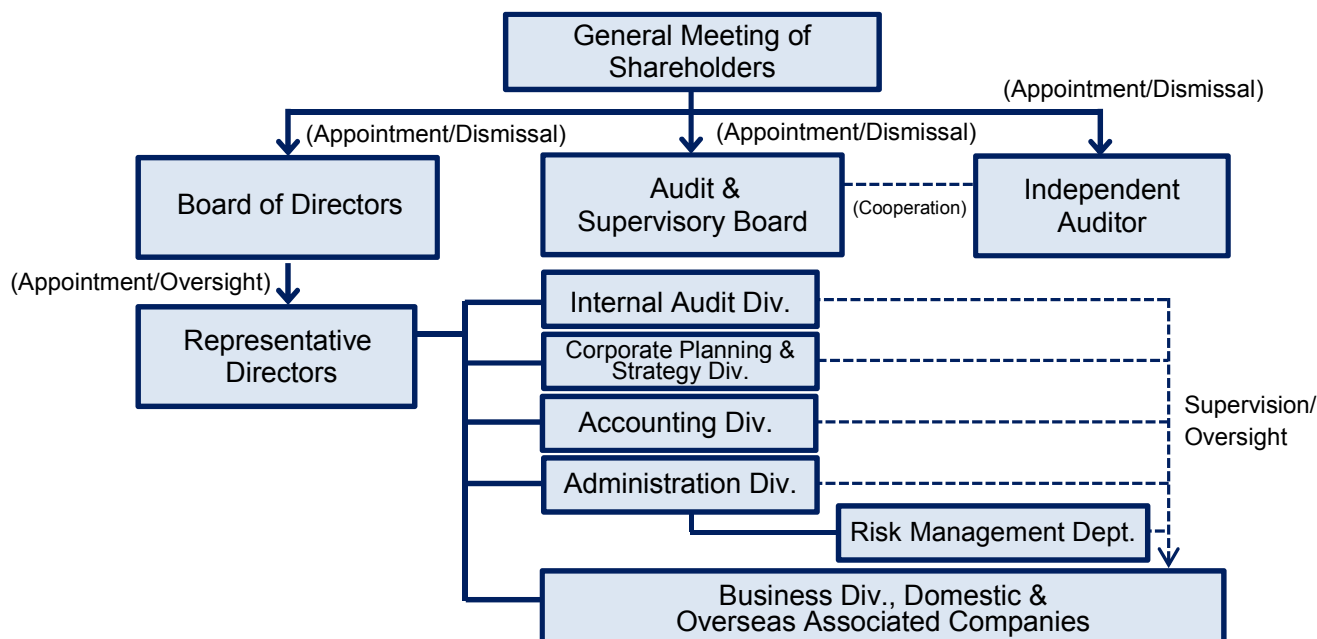 General Meeting of
Shareholders
(Appointment/Dismissal)
(Appointment/Dismissal)
(Appointment/Dismissal)
Board of Directors
Audit &
Supervisory Board
(Cooperation)
Independent
Auditor
(Appointment/Oversight)
Representative
Directors
Internal Audit Div.
Corporate Planning &
Strategy Div.
Accounting Div.
Administration Div.
Supervision/
Oversight
Risk Management Dept.
Business Div., Domestic &
Overseas Associated Companies